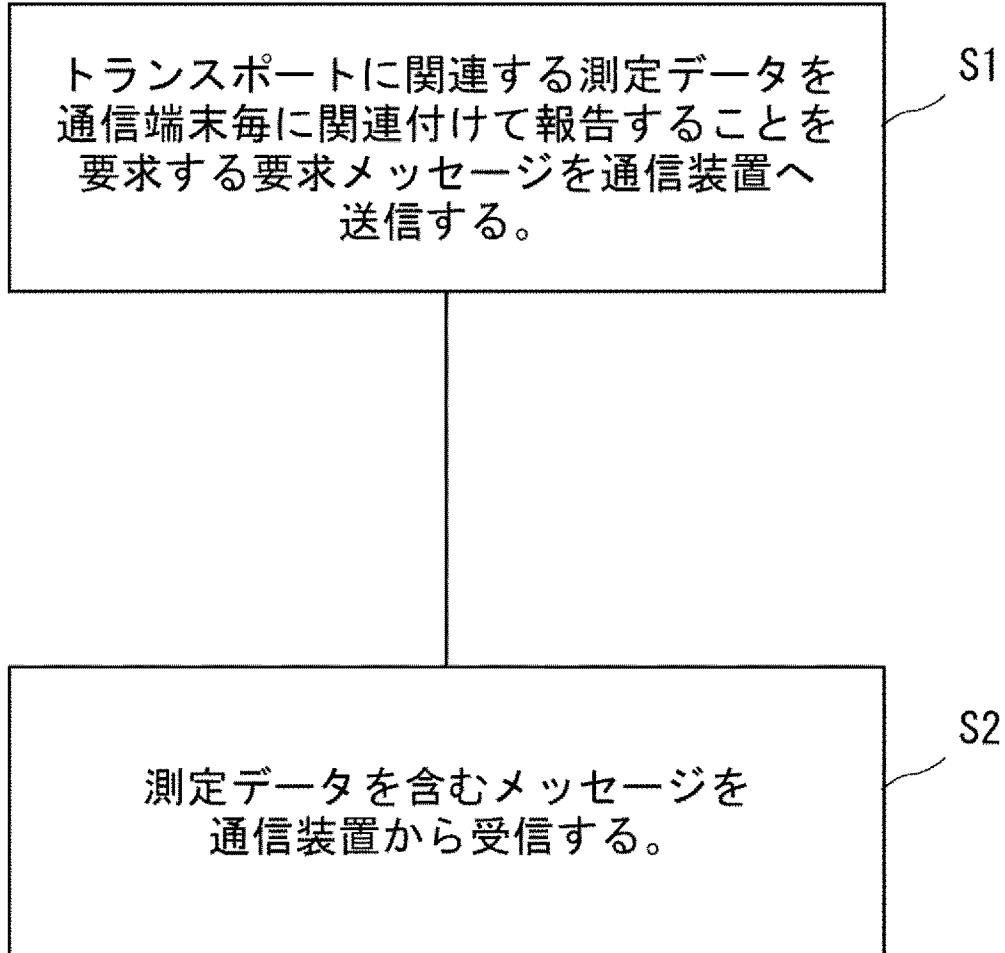 トランスポートに関連する測定データを
通信端末毎に関連付けて報告することを
要求する要求メッセージを通信装置へ
送信する。
S1
測定データを含むメッセージを
通信装置から受信する。
S2